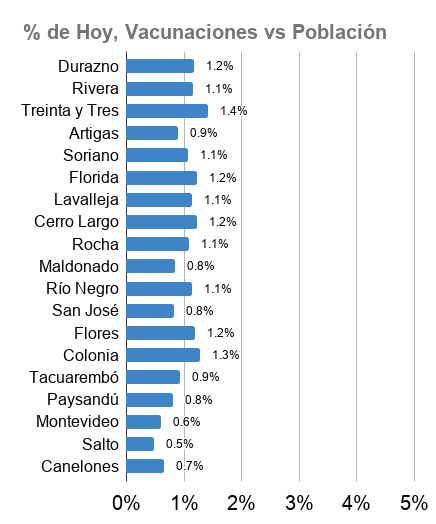 % de Hoy, Vacunaciones vs Población
Durazno 1.2%
Rivera 1.1%
Treinta y Tres 1.4%
Artigas 0.9%
Soriano 1.1%
Florida 1.2%
Lavalleja 1.1%
Cerro Largo 1.2%
Rocha 1.1%
Maldonado 0.8%
Río Negro 1.1%
San José 0.8%
Flores 1.2%
Colonia 1.3%
Tacuarembó 0.9%
Paysandú 0.8%
Montevideo 0.6%
Salto 0.5%
Canelones 0.7%
0% 1% 2% 3% 4% 5%